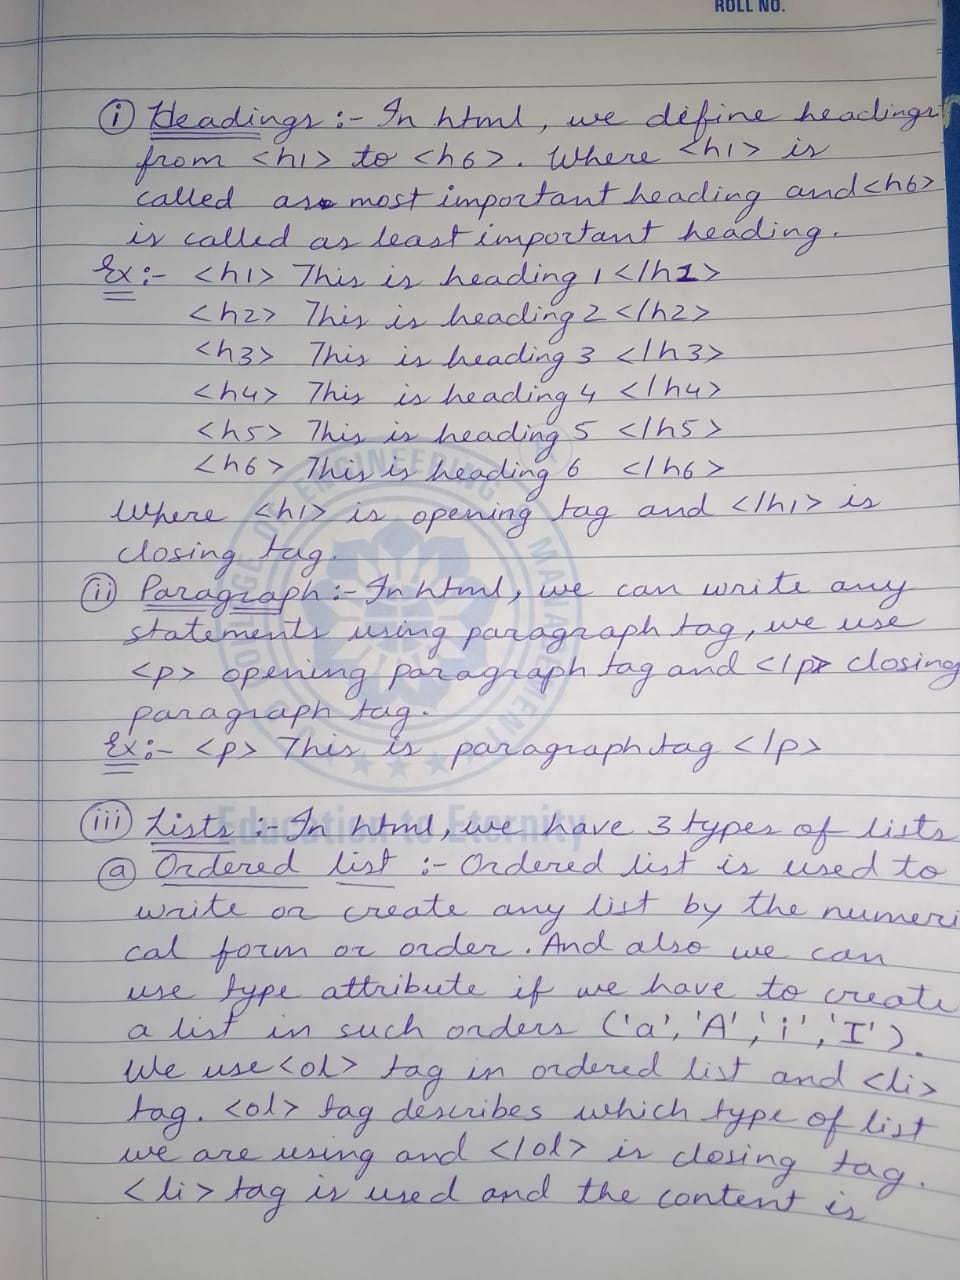 ROLL NO.
(i) Headings :- In html, we define headings
from <h1> to <h6>. Where <h1> is
called as most important heading and <h6>
is called as least important heading.
Ex :- <h1> This is heading 1 </h1>
<h2> This is heading 2 </h2>
<h3> This is heading 3 </h3>
<h4> This is heading 4 </h4>
<h5> This is heading 5 </h5>
<h6> This is heading 6 </h6>
Where <h1> is opening tag and </h1> is
closing tag.
(ii) Paragraph :- In html, we can write any
statements using paragraph tag, we use
<p> opening paragraph tag and </p> closing
paragraph tag.
Ex :- <p> This is paragraph tag </p>
Education to Eternity
(iii) Lists :- In html, we have 3 types of lists
(a) Ordered list :- Ordered list is used to
write or create any list by the numeri
cal form or order. And also we can
use type attribute if we have to create
a list in such orders ('a', 'A', 'i', 'I').
We use <ol> tag in ordered list and <li>
tag. <ol> tag describes which type of list
we are using and </ol> is closing tag.
<li> tag is used and the content is